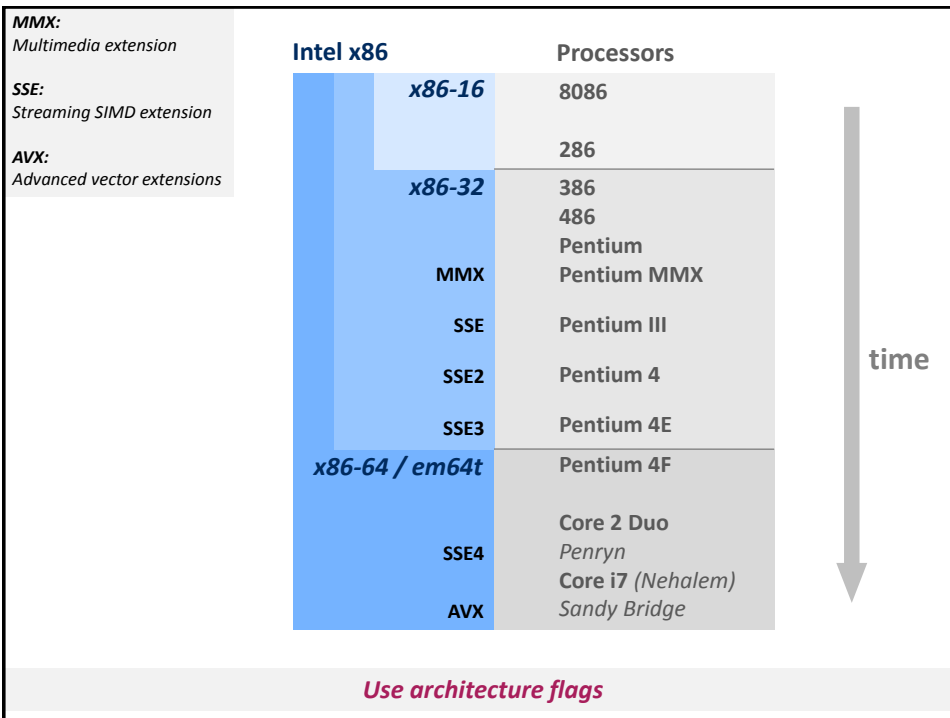 MMX:
Multimedia extension
SSE:
Streaming SIMD extension
AVX:
Advanced vector extensions
Intel x86 Processors
x86-16 8086
286
x86-32 386
486
Pentium
MMX Pentium MMX
SSE Pentium III
SSE2 Pentium 4
SSE3 Pentium 4E
x86-64 / em64t Pentium 4F
Core 2 Duo
SSE4 Penryn
Core i7 (Nehalem)
AVX Sandy Bridge
time
Use architecture flags